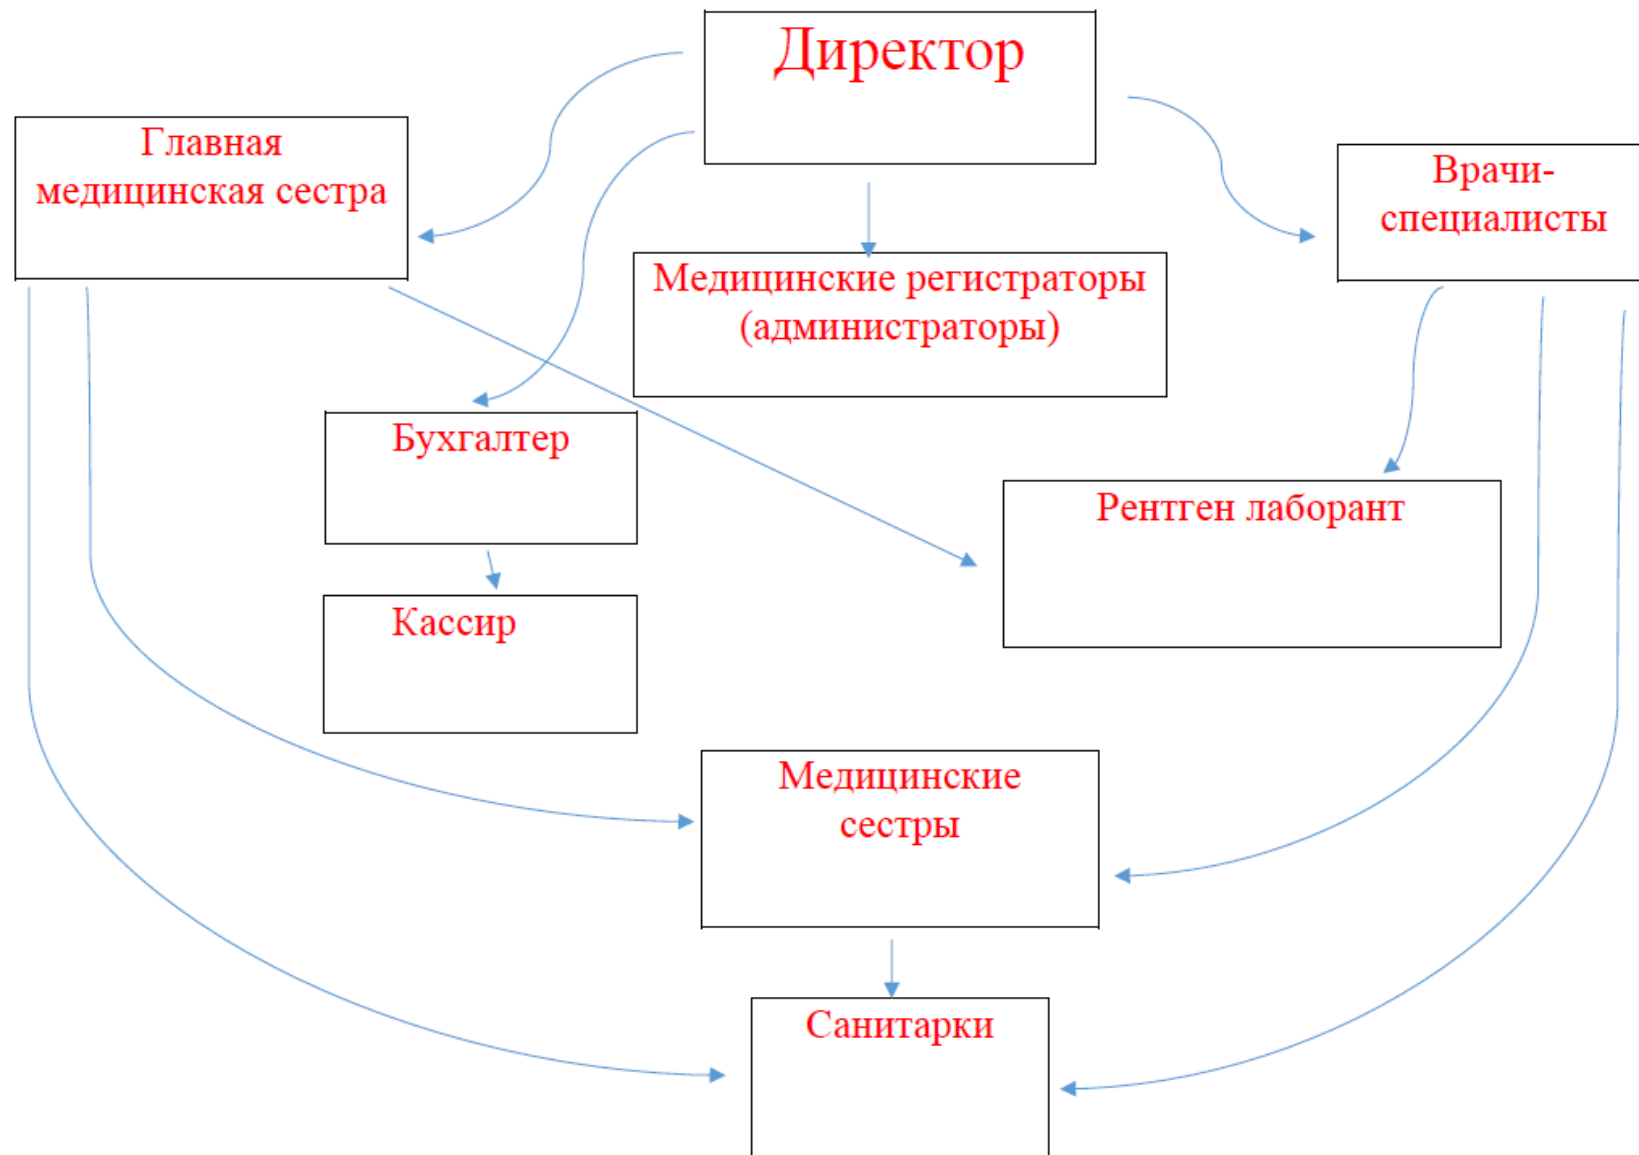 Директор
Главная
медицинская сестра
Врачи-
специалисты
Медицинские регистраторы
(администраторы)
Бухгалтер
Рентген лаборант
Кассир
Медицинские
сестры
Санитарки